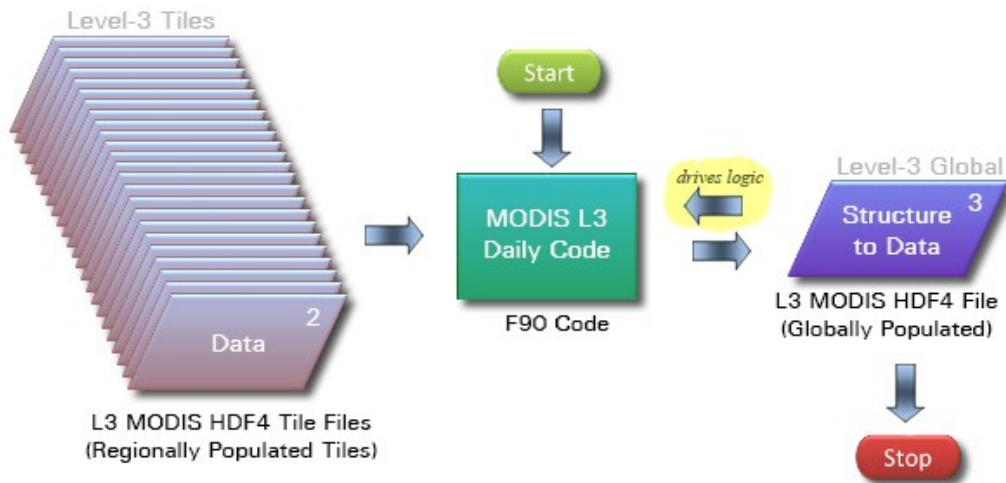 Level-3 Tiles
2
Data
L3 MODIS HDF4 Tile Files
(Regionally Populated Tiles)
Start
MODIS L3
Daily Code
F90 Code
drives logic
Level-3 Global
3
Structure
to Data
L3 MODIS HDF4 File
(Globally Populated)
Stop